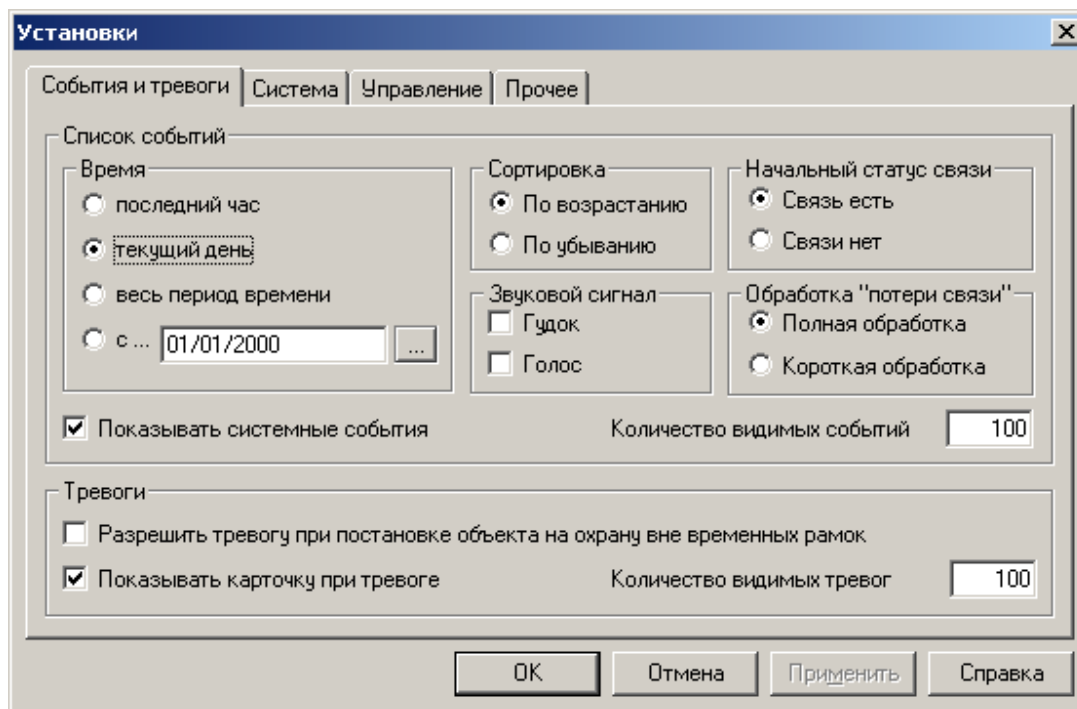 Установки
События и тревоги Система Управление Прочее
Список событий
Время
последний час
текущий день
весь период времени
с ... 01/01/2000 ...
Сортировка
По возрастанию
По убыванию
Начальный статус связи
Связь есть
Связи нет
Звуковой сигнал
Гудок
Голос
Обработка "потери связи"
Полная обработка
Короткая обработка
Показывать системные события
Количество видимых событий 100
Тревоги
Разрешить тревогу при постановке объекта на охрану вне временных рамок
Показывать карточку при тревоге
Количество видимых тревог 100
OK Отмена Применить Справка